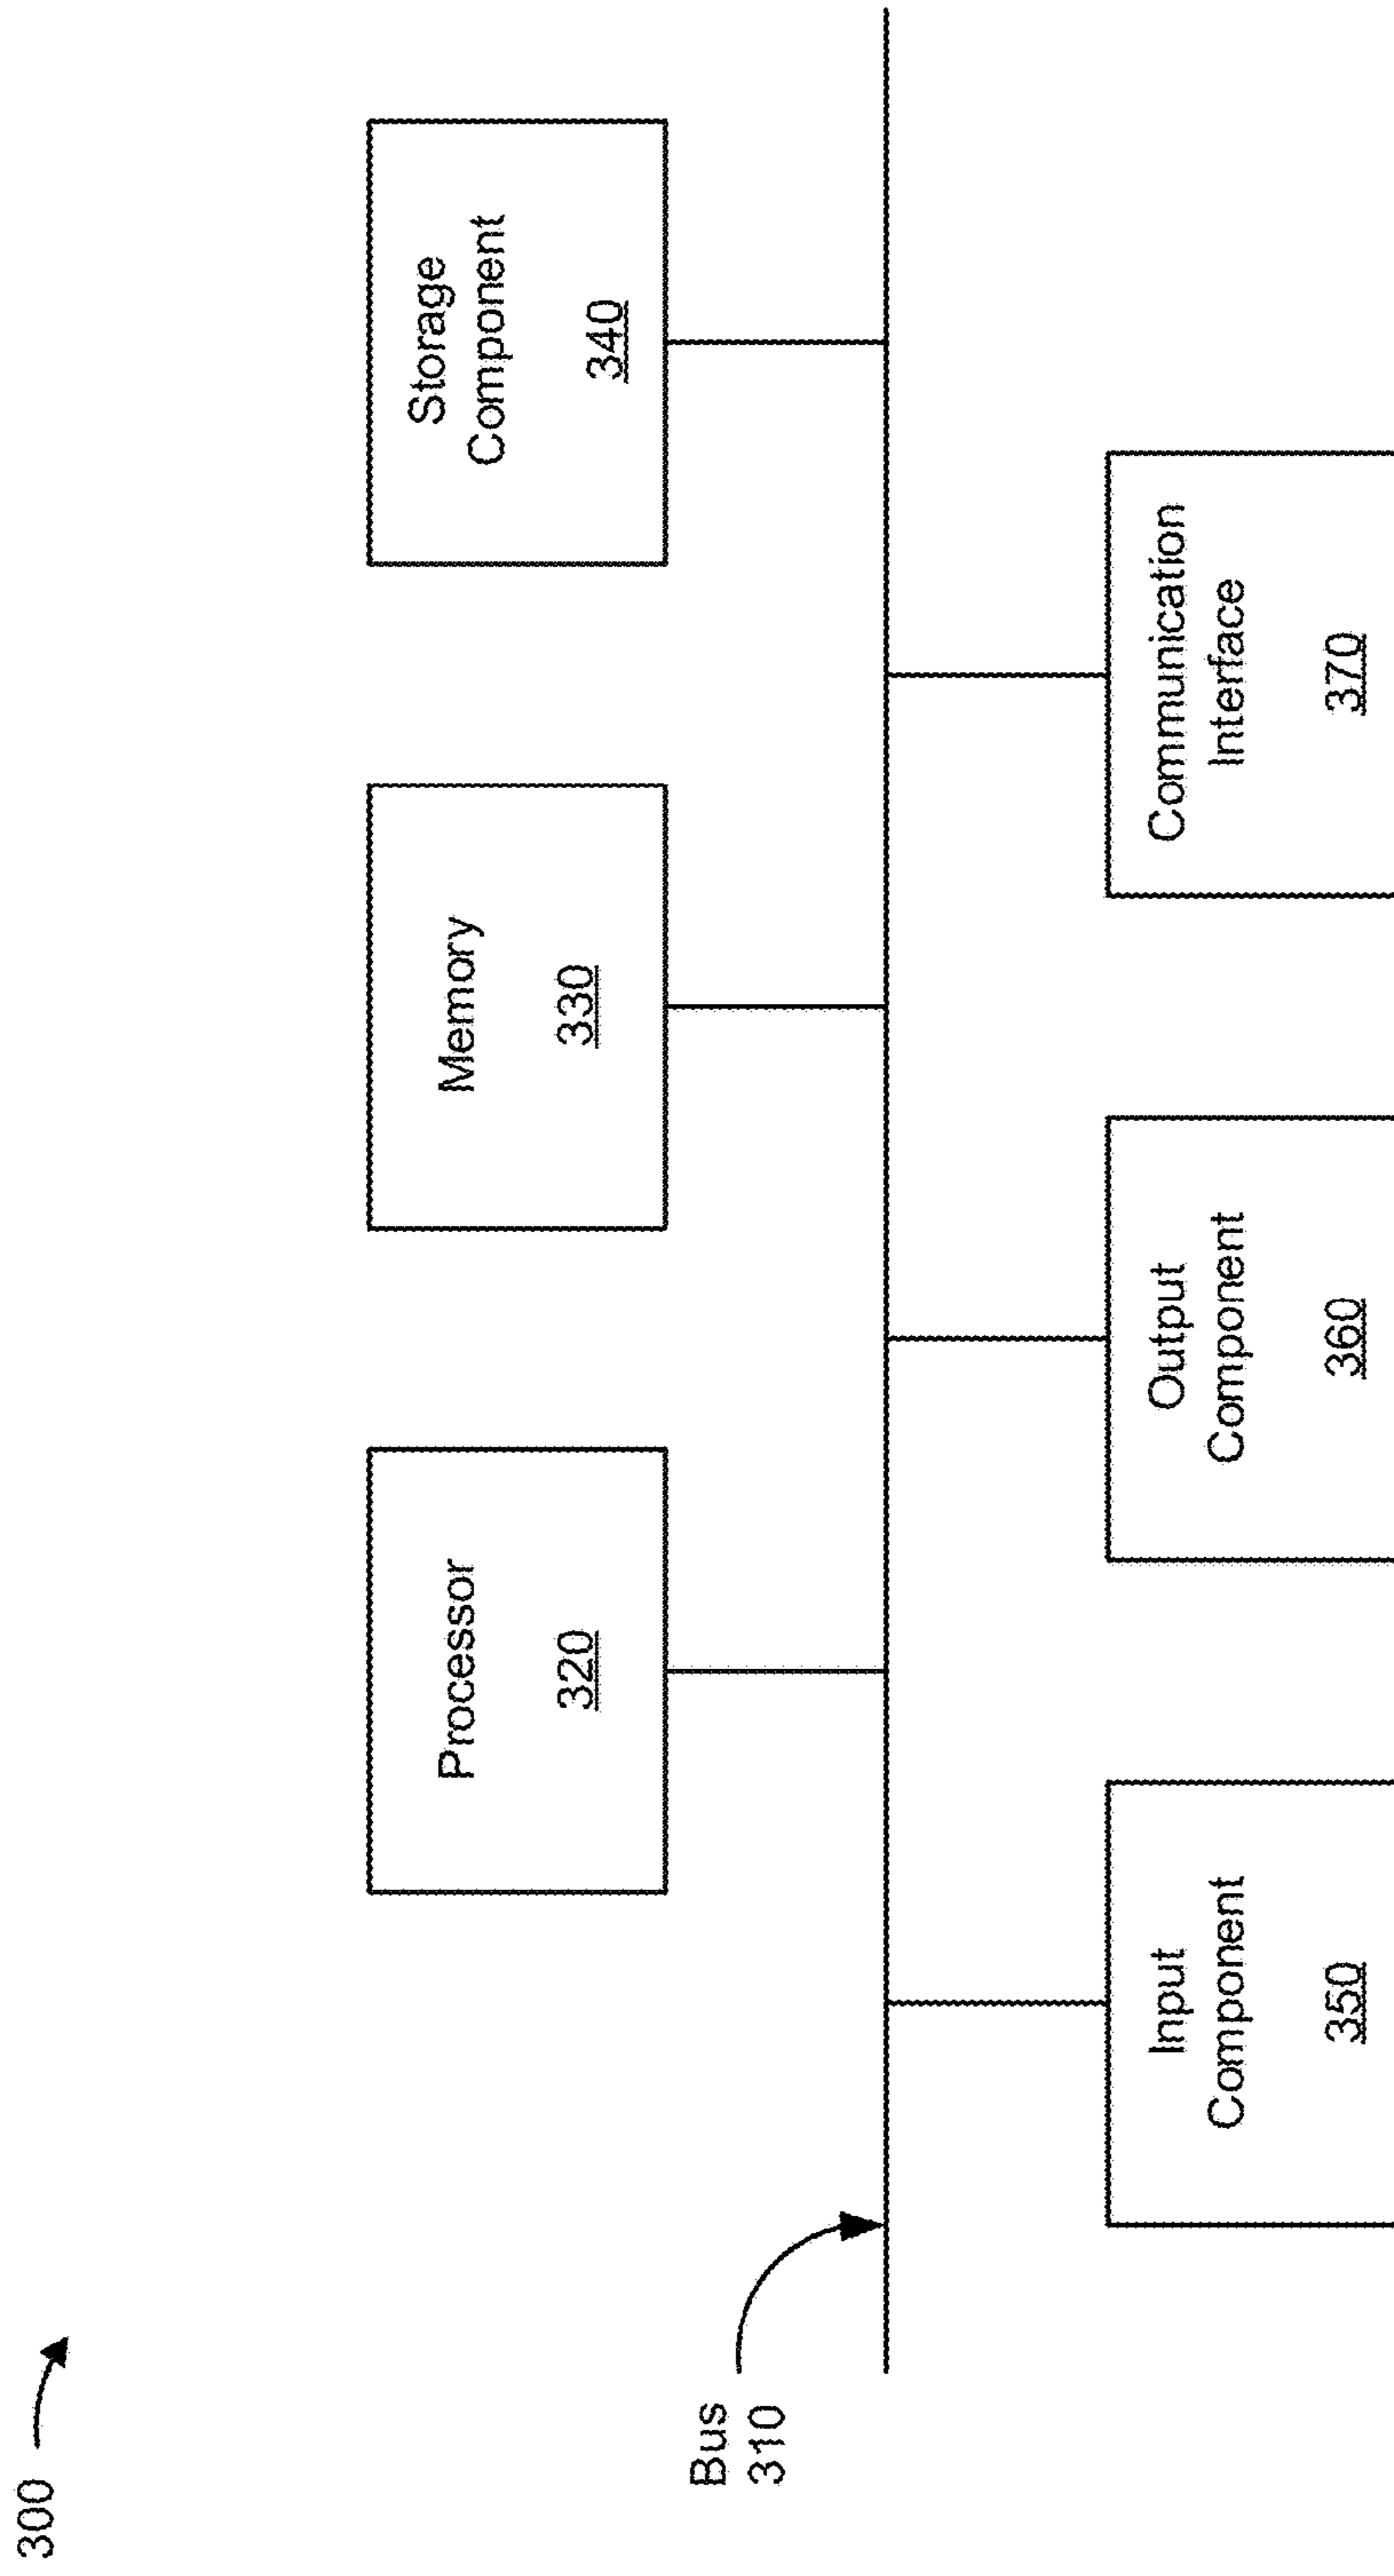 300
Bus
310
Processor
320
Memory
330
Storage
Component
340
Input
Component
350
Output
Component
360
Communication
Interface
370